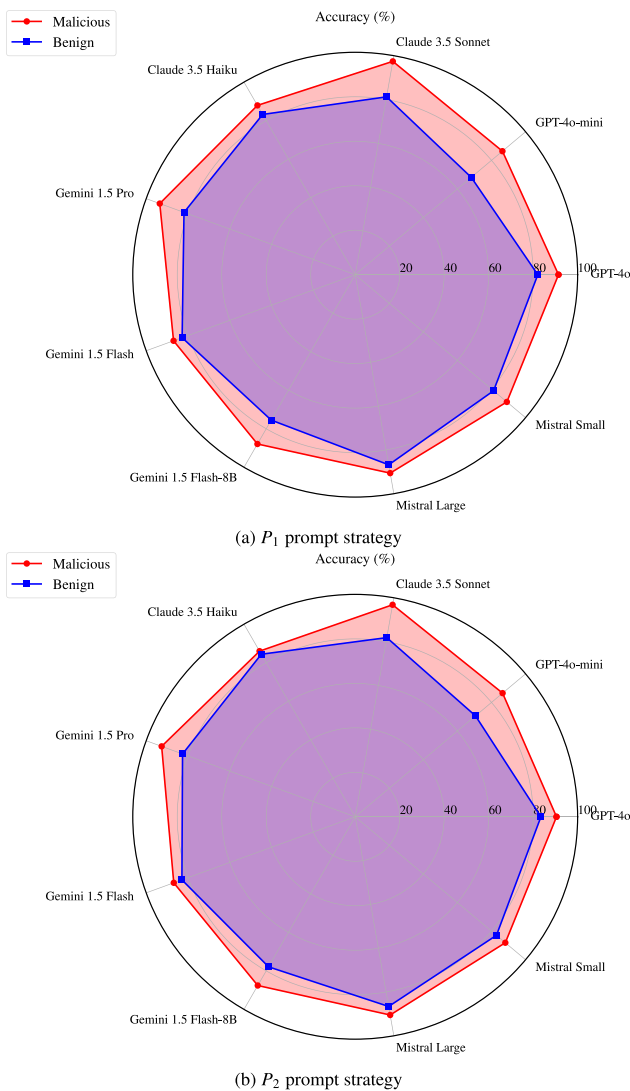 Malicious
Benign
Accuracy (%)
Claude 3.5 Sonnet
Claude 3.5 Haiku
GPT-4o-mini
Gemini 1.5 Pro
20 40 60 80 100
GPT-4o
Gemini 1.5 Flash
Mistral Small
Gemini 1.5 Flash-8B
Mistral Large
(a) P₁ prompt strategy
Malicious
Benign
Accuracy (%)
Claude 3.5 Sonnet
Claude 3.5 Haiku
GPT-4o-mini
Gemini 1.5 Pro
20 40 60 80 100
GPT-4o
Gemini 1.5 Flash
Mistral Small
Gemini 1.5 Flash-8B
Mistral Large
(b) P₂ prompt strategy